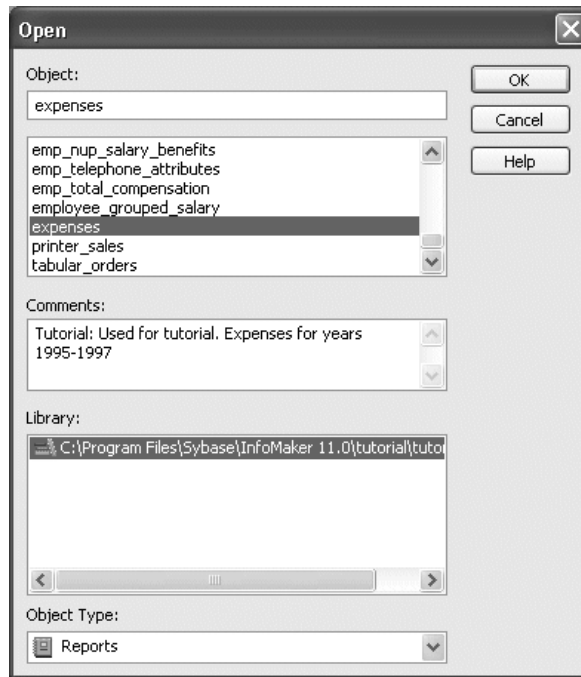 Open
Object:
OK
expenses
Cancel
emp_nup_salary_benefits
Help
emp_telephone_attributes
emp_total_compensation
employee_grouped_salary
expenses
printer_sales
tabular_orders
Comments:
Tutorial: Used for tutorial. Expenses for years
1995-1997
Library:
C:\Program Files\Sybase\InfoMaker 11.0\tutorial\tutor
Object Type:
Reports